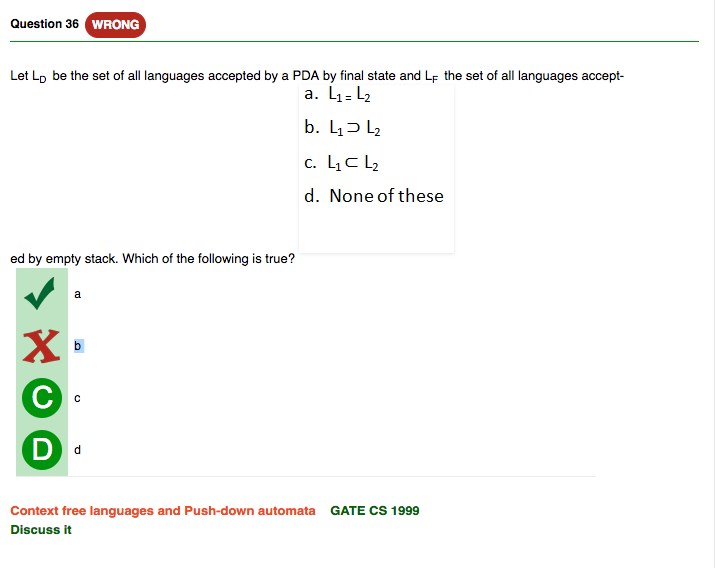 Question 36 WRONG
Let LD be the set of all languages accepted by a PDA by final state and LF the set of all languages accept-
a. L1 = L2
b. L1 ⊃ L2
c. L1 ⊂ L2
d. None of these
ed by empty stack. Which of the following is true?
a
X b
C c
D d
Context free languages and Push-down automata GATE CS 1999
Discuss it